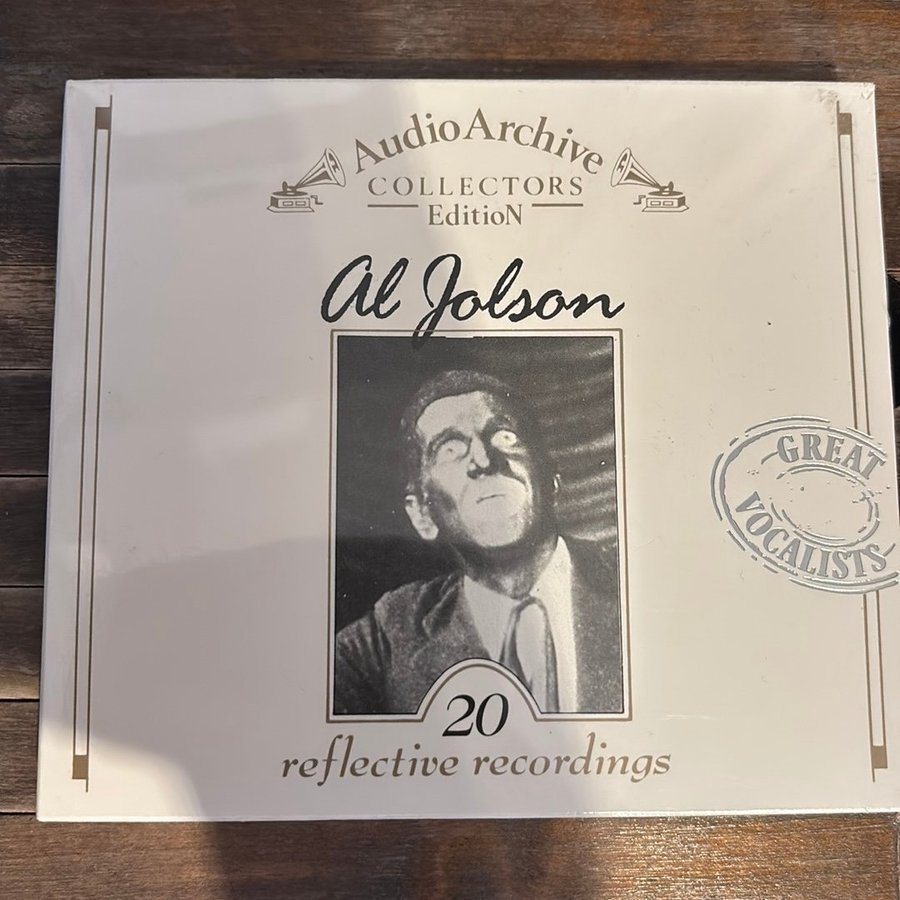 AudioArchive
COLLECTORS
EditioN
Al Jolson
GREAT
VOCALISTS
20
reflective recordings